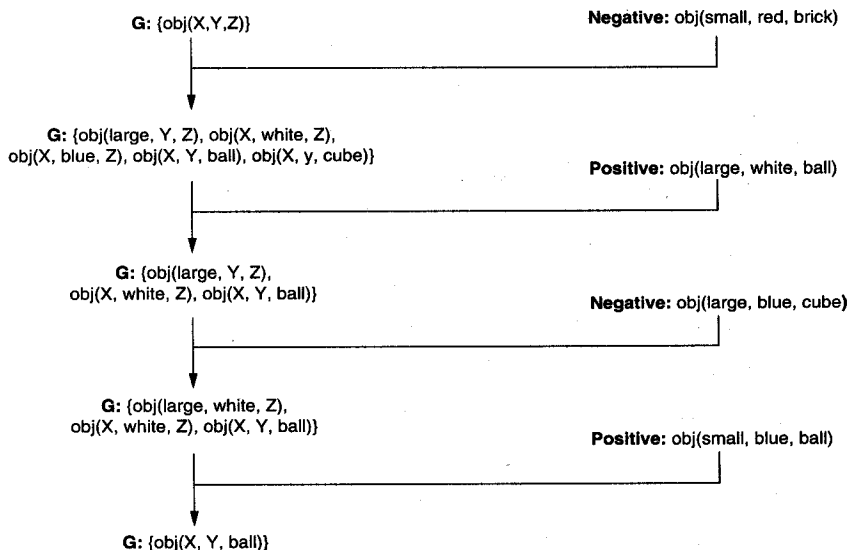 G: {obj(X,Y,Z)}
Negative: obj(small, red, brick)
G: {obj(large, Y, Z), obj(X, white, Z),
obj(X, blue, Z), obj(X, Y, ball), obj(X, y, cube)}
Positive: obj(large, white, ball)
G: {obj(large, Y, Z),
obj(X, white, Z), obj(X, Y, ball)}
Negative: obj(large, blue, cube)
G: {obj(large, white, Z),
obj(X, white, Z), obj(X, Y, ball)}
Positive: obj(small, blue, ball)
G: {obj(X, Y, ball)}